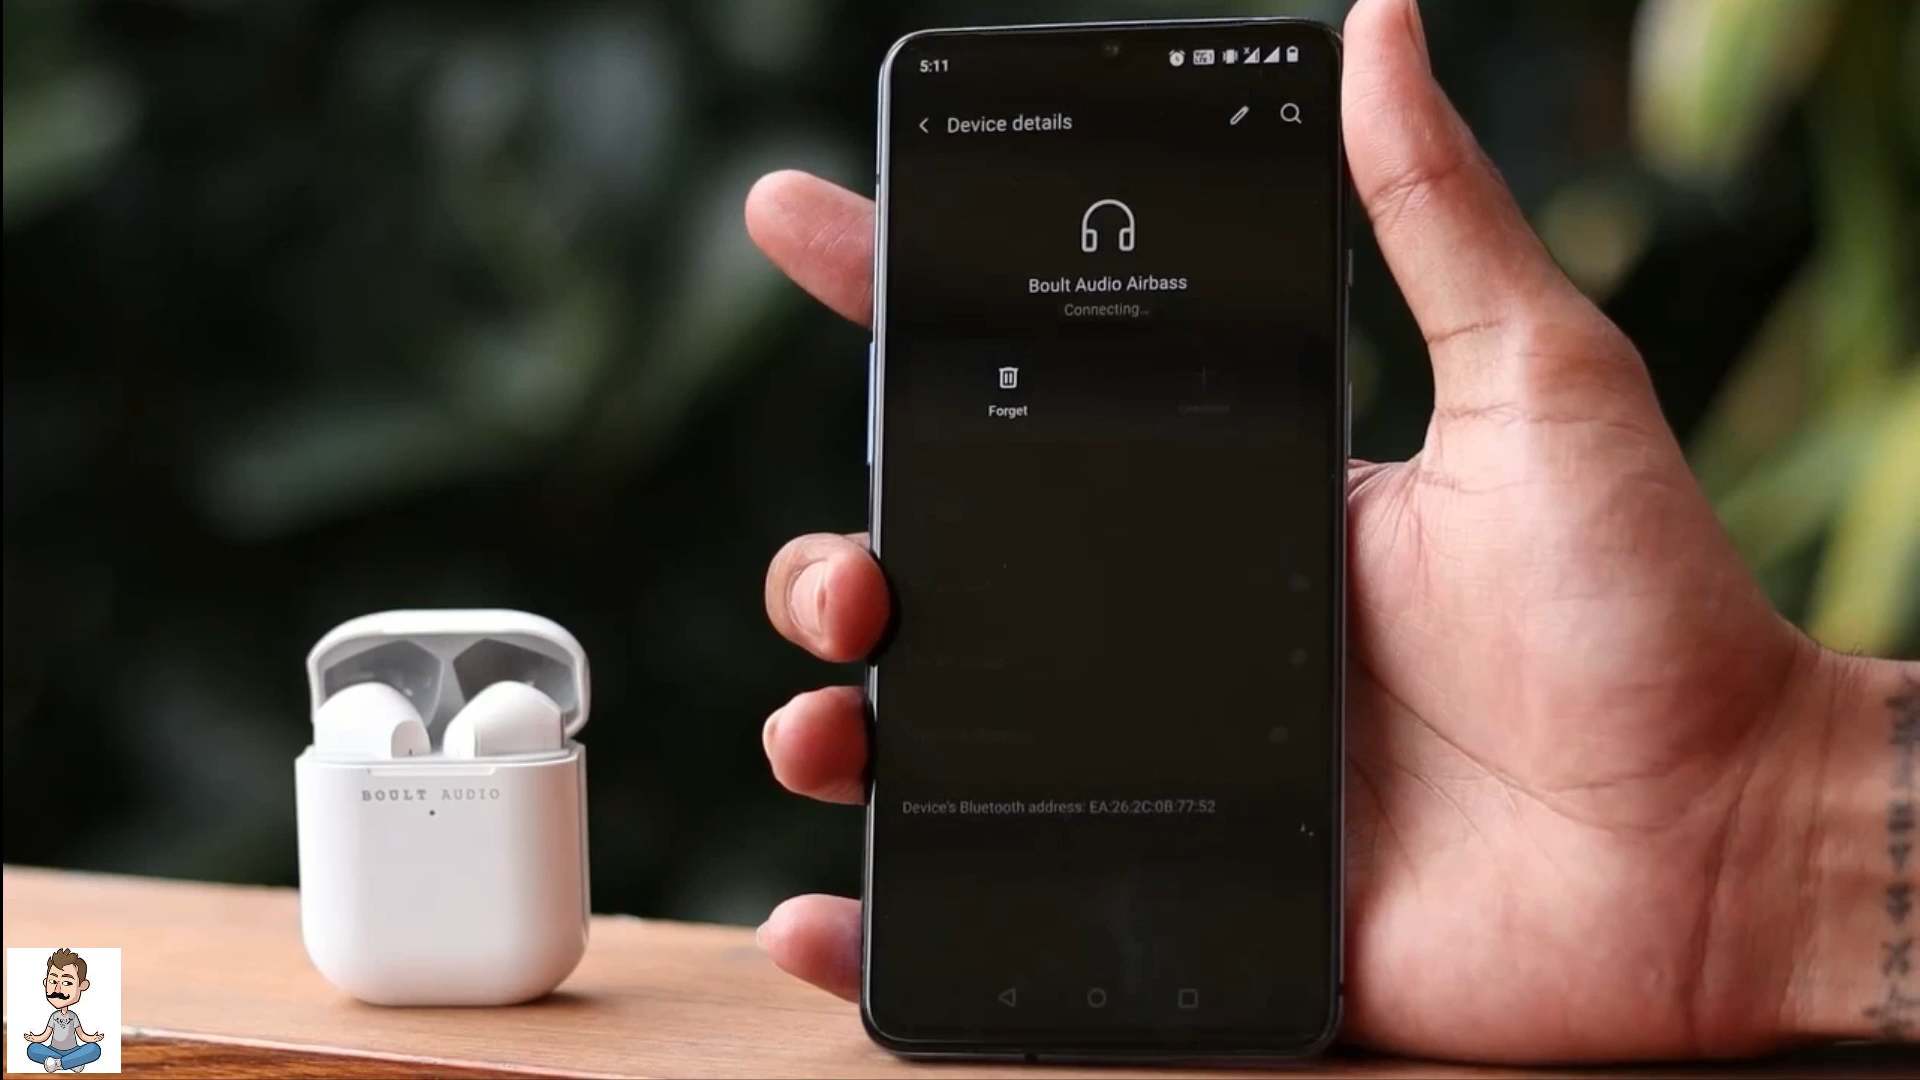 5:11
Device details
Boult Audio Airbass
Connecting...
Forget
BOULT AUDIO
Device's Bluetooth address: EA:26:2C:0B:77:52